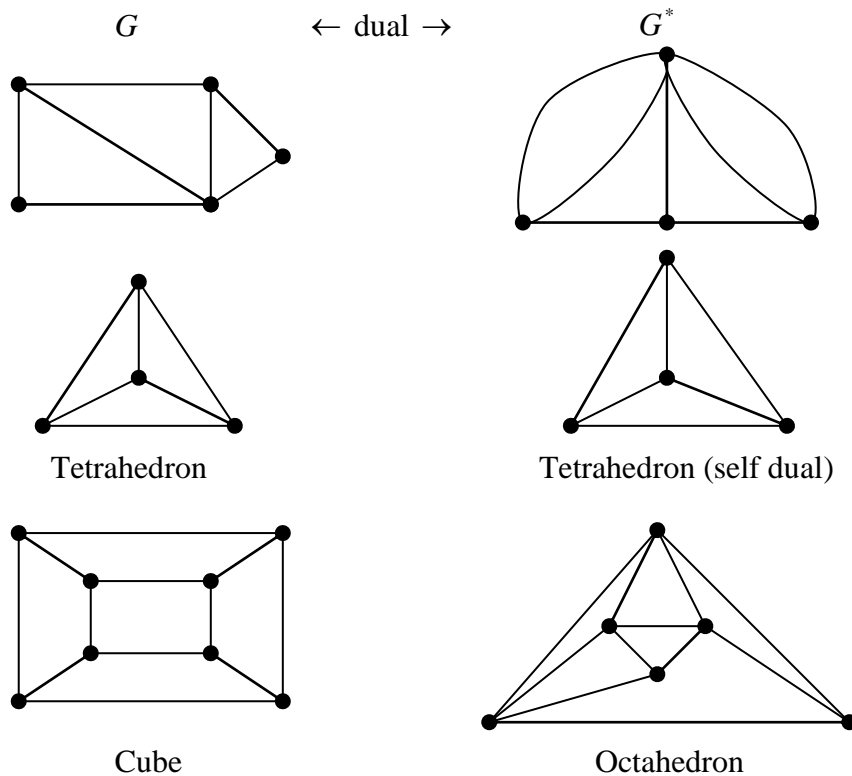 G ← dual → G*
Tetrahedron Tetrahedron (self dual)
Cube Octahedron